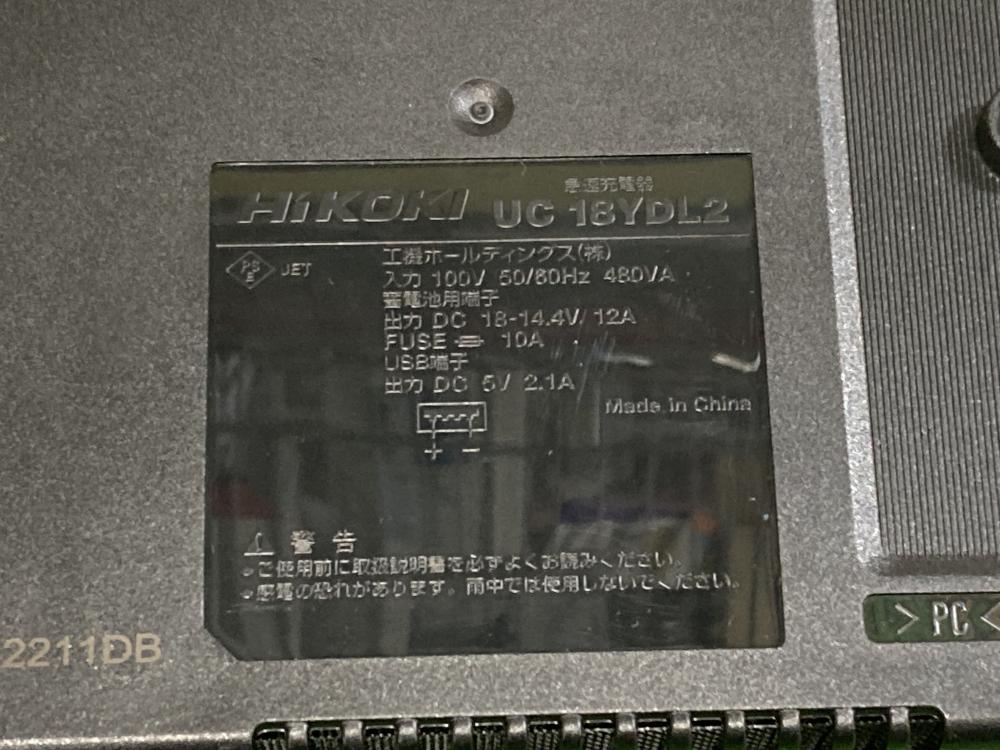 HiKOKI
急速充電器
UC 18YDL2
PS
E
JET
工機ホールディングス(株)
入力 100V 50/60Hz 480VA
蓄電池用端子
出力 DC 18-14.4V 12A
FUSE 10A
USB端子
出力 DC 5V 2.1A
+ −
Made in China
警告
・ご使用前に取扱説明書を必ずよくお読みください。
・感電の恐れがあります。雨中では使用しないでください。
2211DB
>PC<